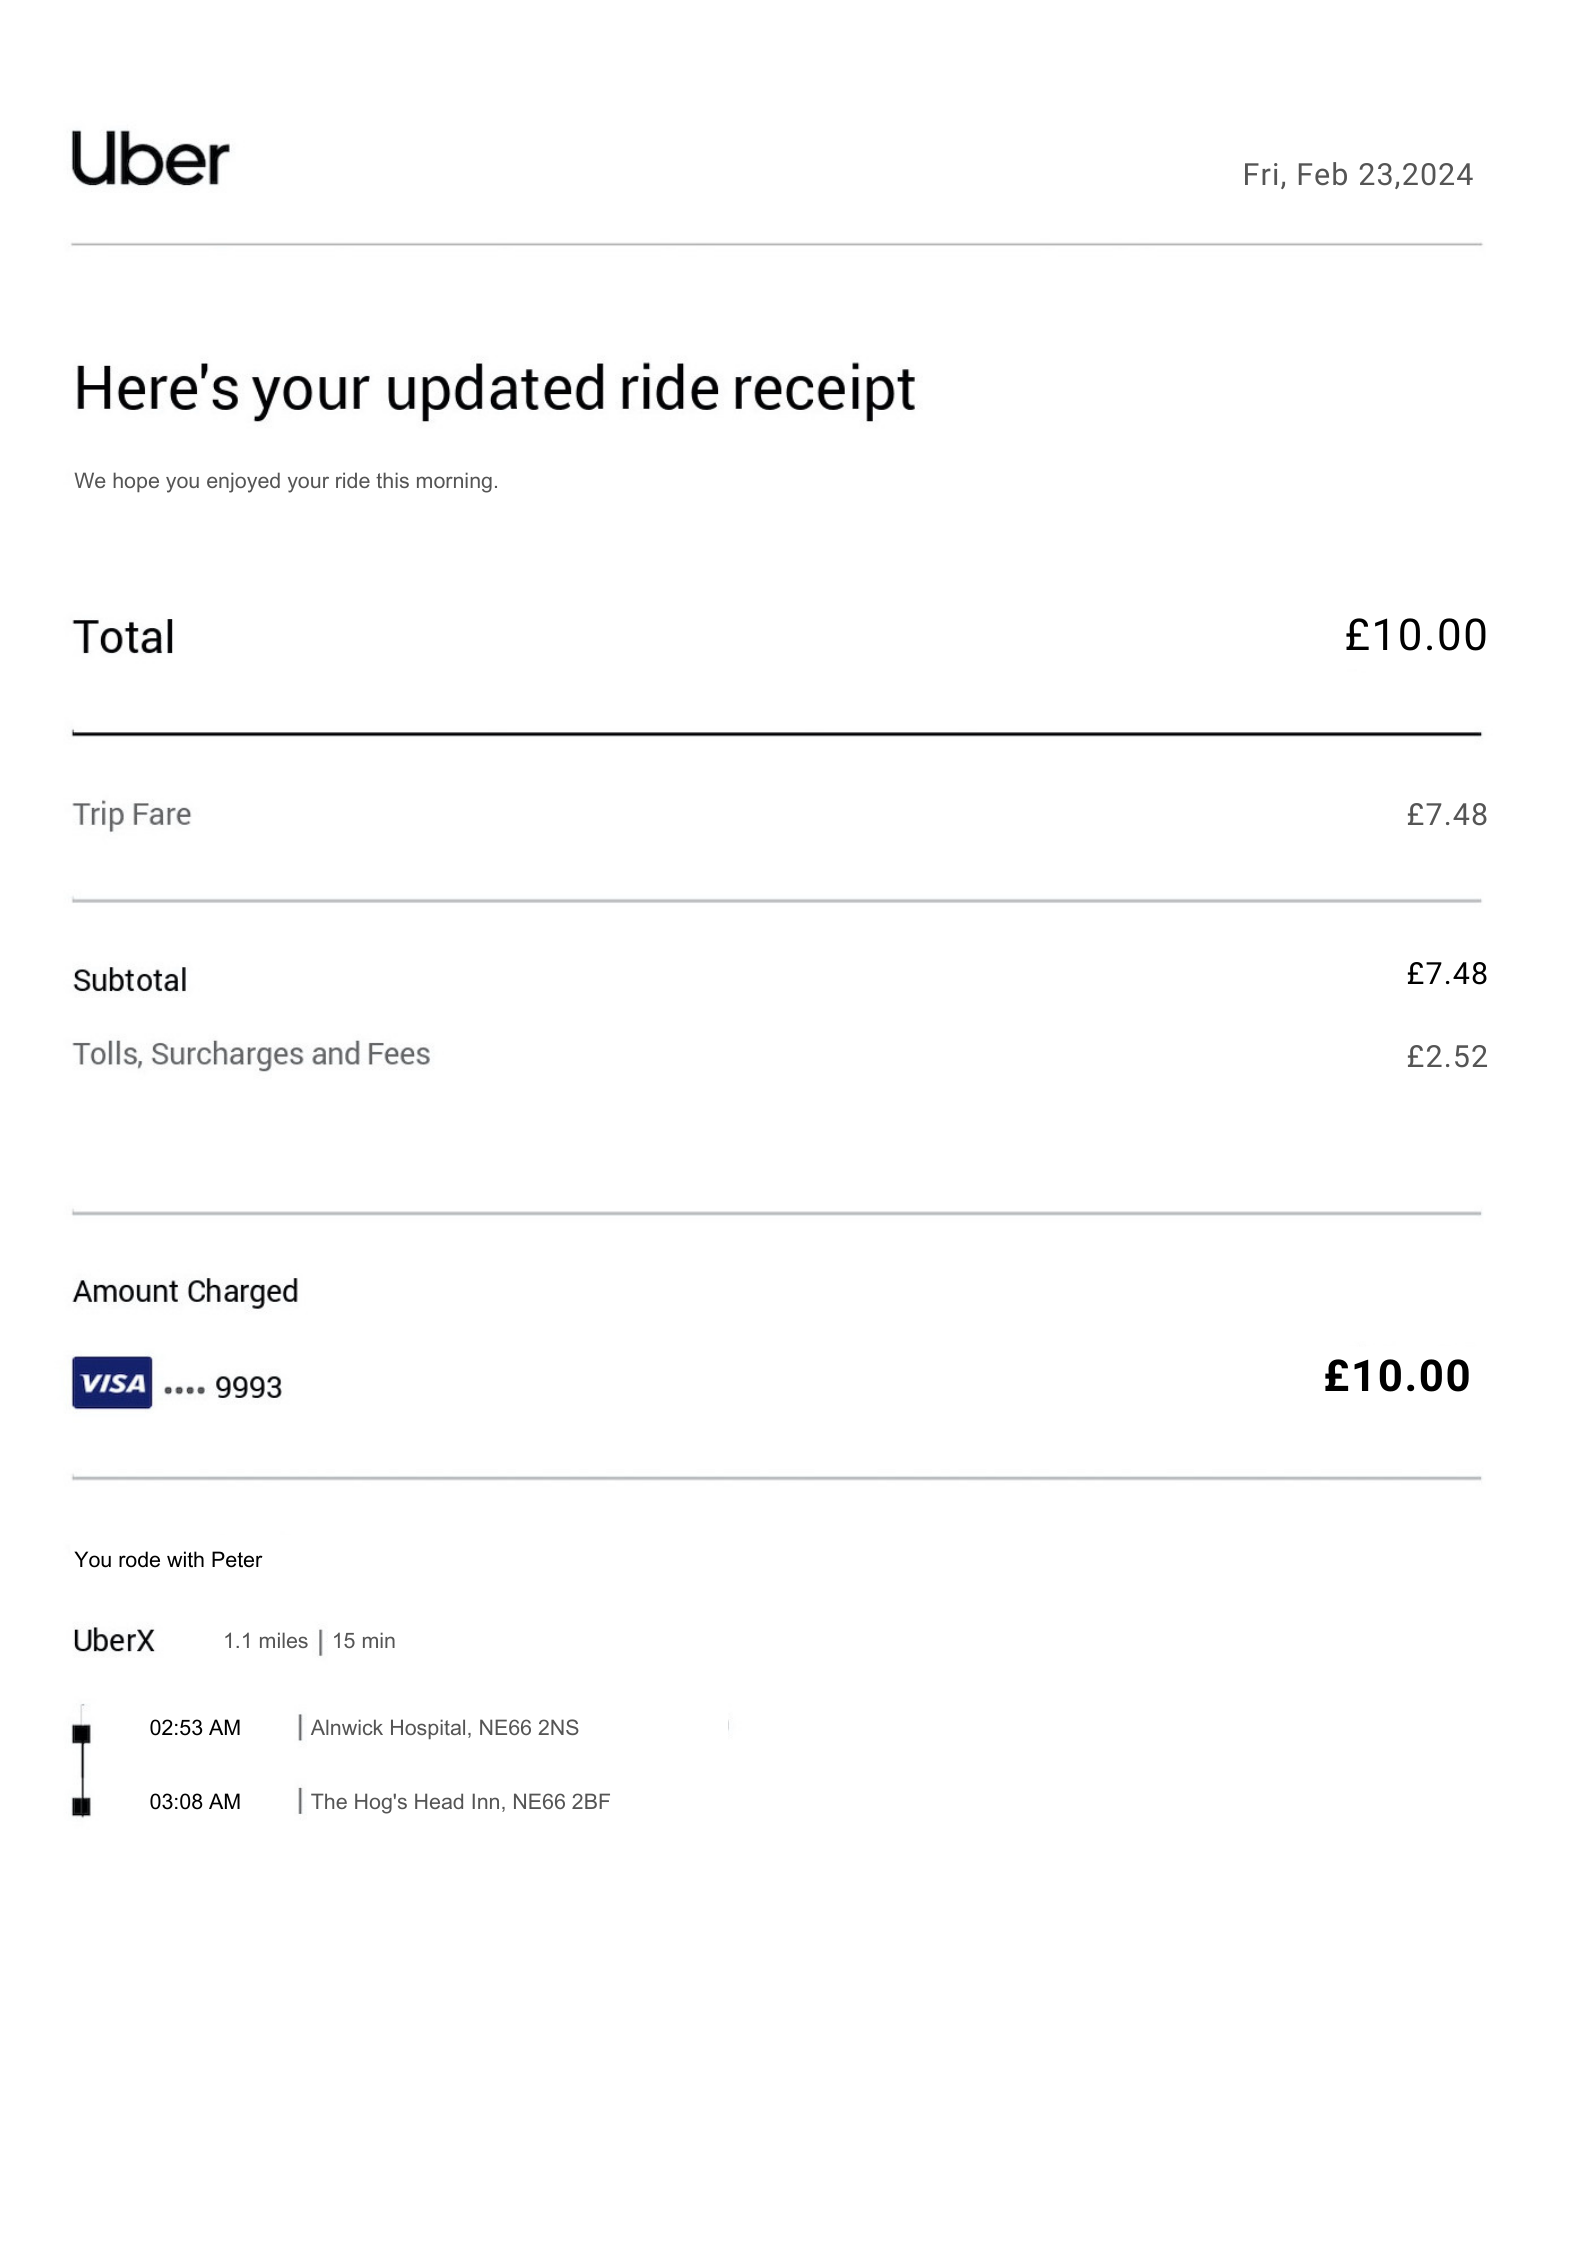 Uber
Fri, Feb 23,2024
Here's your updated ride receipt
We hope you enjoyed your ride this morning.
Total £10.00
Trip Fare £7.48
Subtotal £7.48
Tolls, Surcharges and Fees £2.52
Amount Charged
VISA •••• 9993 £10.00
You rode with Peter
UberX 1.1 miles | 15 min
02:53 AM | Alnwick Hospital, NE66 2NS
03:08 AM | The Hog's Head Inn, NE66 2BF